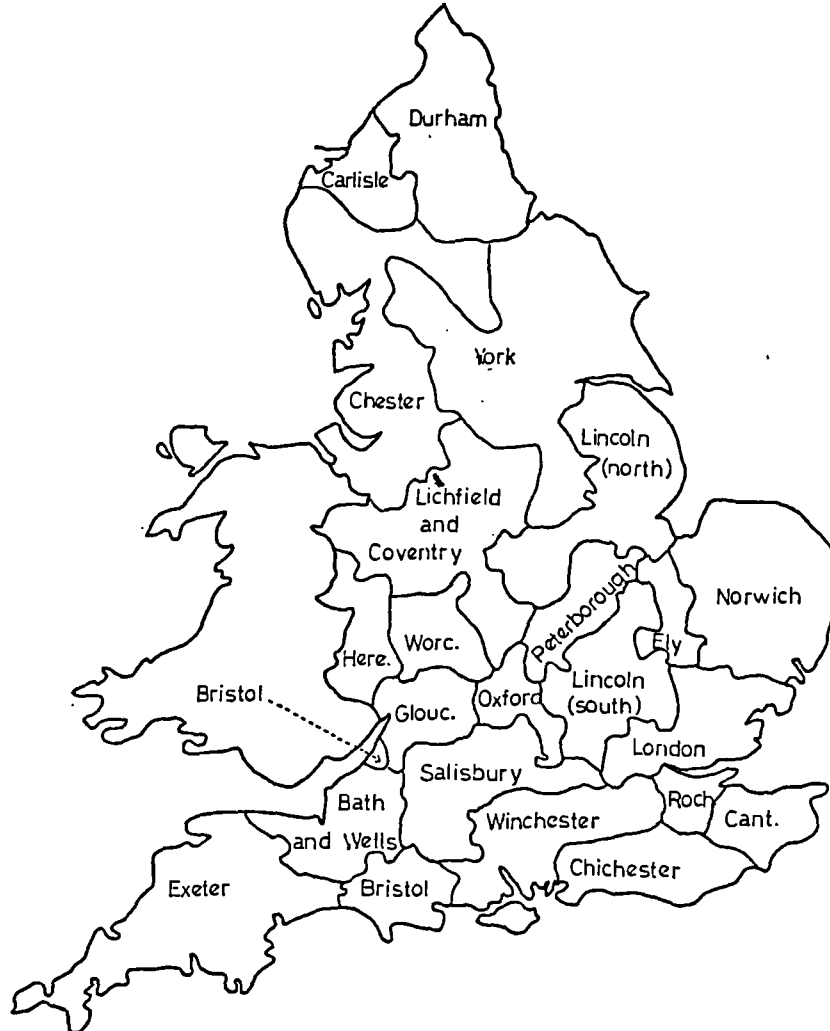 Durham
Carlisle
York
Chester
Lincoln
(north)
Lichfield
and
Coventry
Peterborough
Norwich
Here.
Worc.
Ely
Bristol
Glouc.
Oxford
Lincoln
(south)
London
Salisbury
Bath
and Wells
Winchester
Roch
Cant.
Exeter
Bristol
Chichester